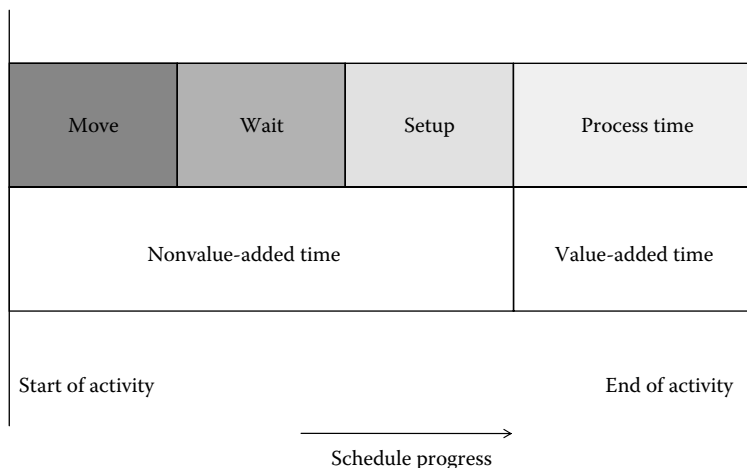 Move
Wait
Setup
Process time
Nonvalue-added time
Value-added time
Start of activity
End of activity
Schedule progress